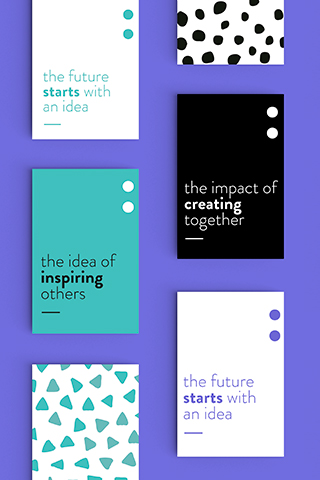 the future
starts with
an idea
the impact of
creating
together
the idea of
inspiring
others
the future
starts with
an idea